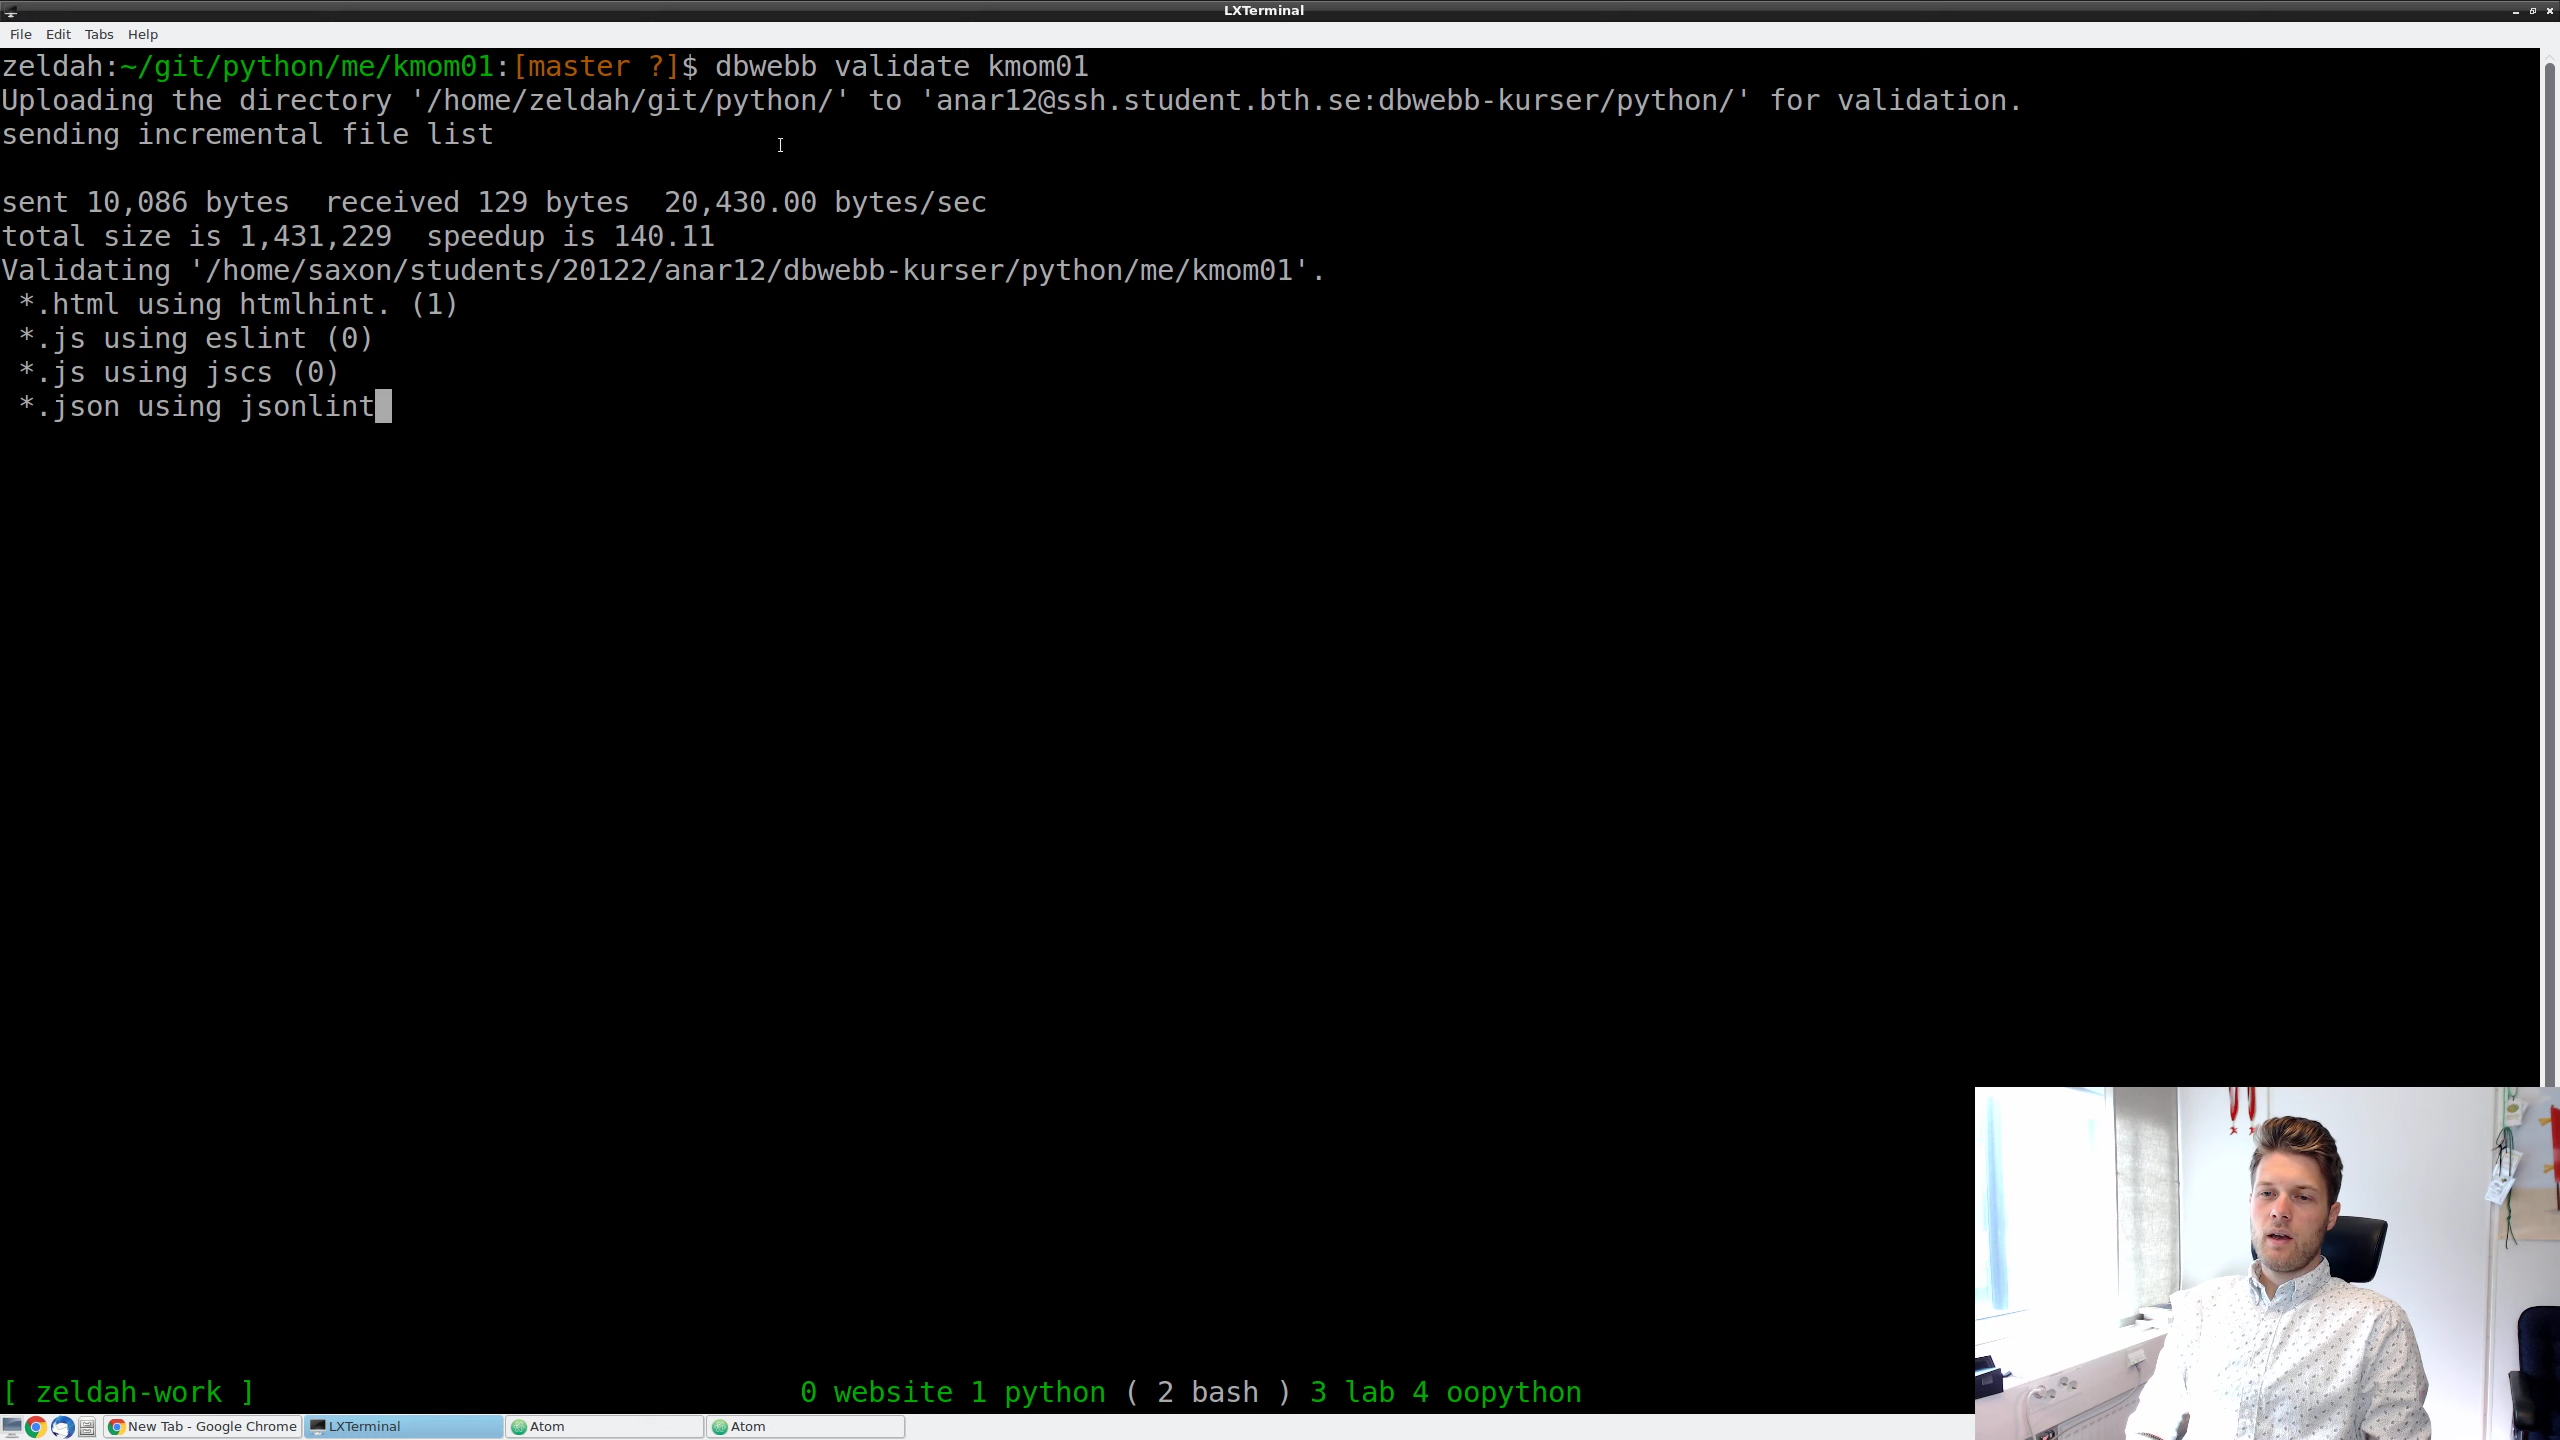 LXTerminal
File Edit Tabs Help
zeldah:~/git/python/me/kmom01:[master ?]$ dbwebb validate kmom01
Uploading the directory '/home/zeldah/git/python/' to 'anar12@ssh.student.bth.se:dbwebb-kurser/python/' for validation.
sending incremental file list
sent 10,086 bytes  received 129 bytes  20,430.00 bytes/sec
total size is 1,431,229  speedup is 140.11
Validating '/home/saxon/students/20122/anar12/dbwebb-kurser/python/me/kmom01'.
*.html using htmlhint. (1)
*.js using eslint (0)
*.js using jscs (0)
*.json using jsonlint
[ zeldah-work ] 0 website 1 python ( 2 bash ) 3 lab 4 oopython
New Tab - Google Chrome LXTerminal Atom Atom